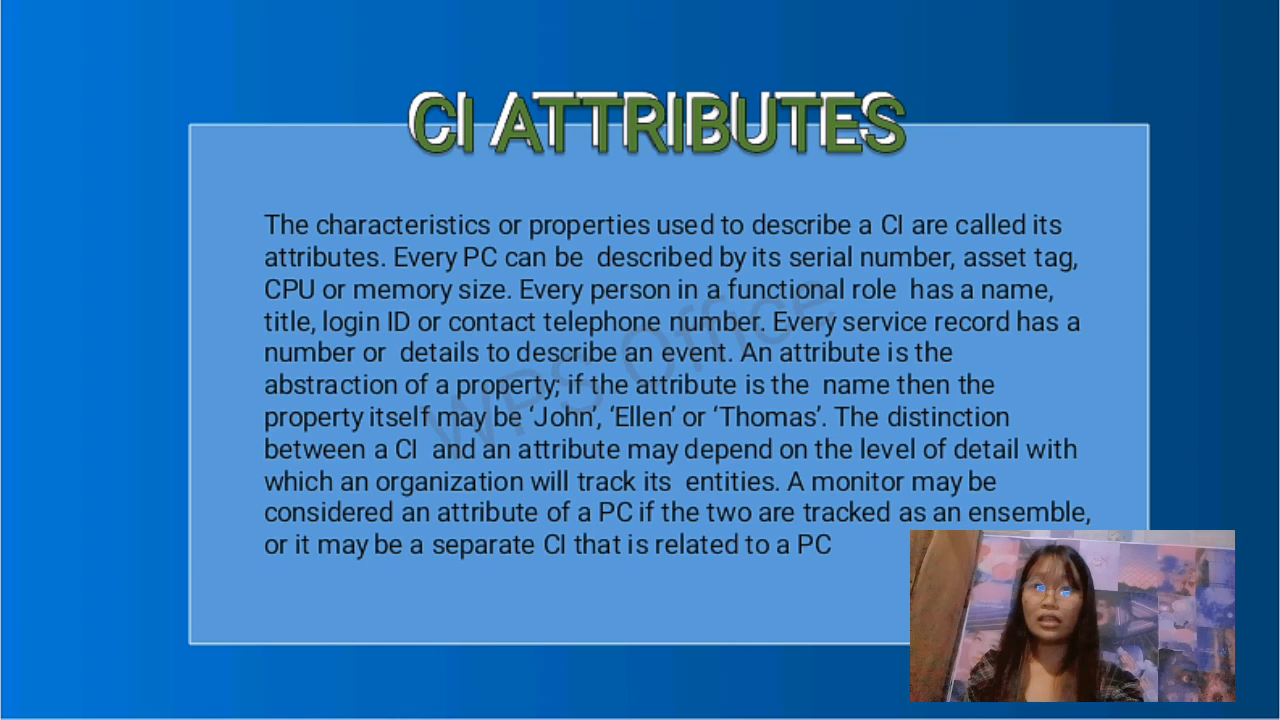 CI ATTRIBUTES
The characteristics or properties used to describe a CI are called its
attributes. Every PC can be described by its serial number, asset tag,
CPU or memory size. Every person in a functional role has a name,
title, login ID or contact telephone number. Every service record has a
number or details to describe an event. An attribute is the
abstraction of a property; if the attribute is the name then the
property itself may be ‘John’, ‘Ellen’ or ‘Thomas’. The distinction
between a CI and an attribute may depend on the level of detail with
which an organization will track its entities. A monitor may be
considered an attribute of a PC if the two are tracked as an ensemble,
or it may be a separate CI that is related to a PC
WPS Office